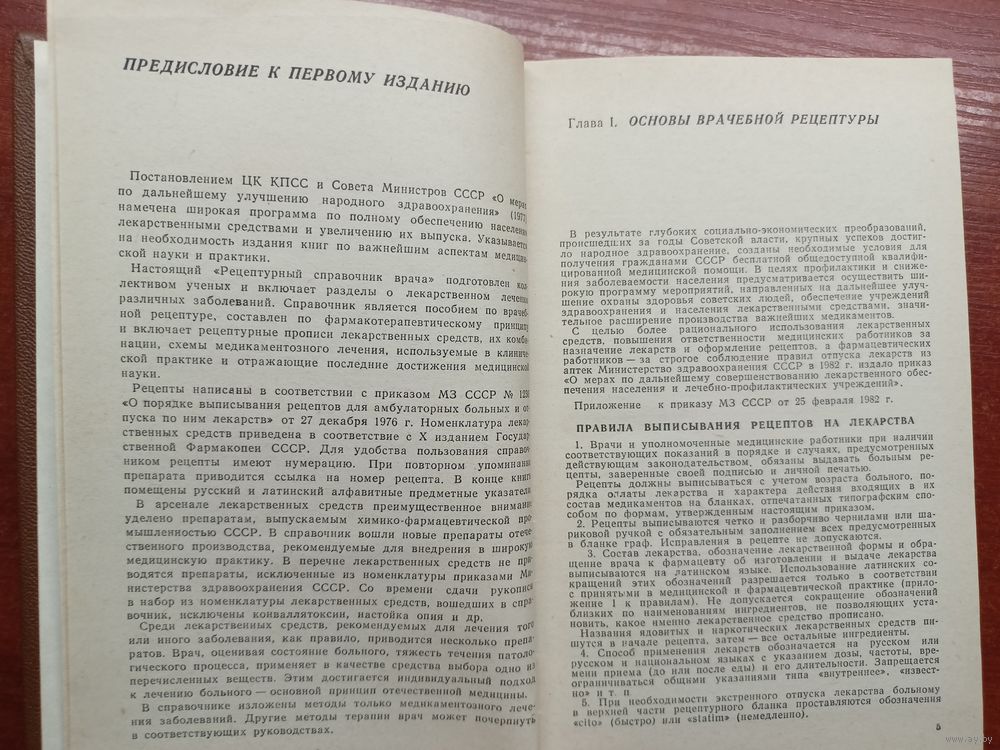 ПРЕДИСЛОВИЕ К ПЕРВОМУ ИЗДАНИЮ
Постановлением ЦК КПСС и Совета Министров СССР «О мерах
по дальнейшему улучшению народного здравоохранения» (1977)
намечена широкая программа по полному обеспечению населения
лекарственными средствами и увеличению их выпуска. Указывается
на необходимость издания книг по важнейшим аспектам медицин-
ской науки и практики.
Настоящий «Рецептурный справочник врача» подготовлен кол-
лективом ученых и включает разделы о лекарственном лечении
различных заболеваний. Справочник является пособием по врачеб-
ной рецептуре, составлен по фармакотерапевтическому принципу
и включает рецептурные прописи лекарственных средств, их комби-
нации, схемы медикаментозного лечения, используемые в клиниче-
ской практике и отражающие последние достижения медицинской
науки.
Рецепты написаны в соответствии с приказом МЗ СССР №
«О порядке выписывания рецептов для амбулаторных больных и от-
пуска по ним лекарств» от 27 декабря 1976 г. Номенклатура лекар-
ственных средств приведена в соответствие с X изданием Государ-
ственной Фармакопеи СССР. Для удобства пользования справоч-
ником рецепты имеют нумерацию. При повторном упоминании
препарата приводится ссылка на номер рецепта. В конце книги
помещены русский и латинский алфавитные предметные указатели.
В арсенале лекарственных средств преимущественное внимание
уделено препаратам, выпускаемым химико-фармацевтической про-
мышленностью СССР. В справочник вошли новые препараты отече-
ственного производства, рекомендуемые для внедрения в широкую
медицинскую практику. В перечне лекарственных средств не при-
водятся препараты, исключенные из номенклатуры приказами Ми-
нистерства здравоохранения СССР. Со времени сдачи рукописи
в набор из номенклатуры лекарственных средств, вошедших в спра-
вочник, исключены конваллятоксин, настойка опия и др.
Среди лекарственных средств, рекомендуемых для лечения того
или иного заболевания, как правило, приводится несколько препа-
ратов. Врач, оценивая состояние больного, тяжесть течения патоло-
гического процесса, применяет в качестве средства выбора одно из
перечисленных веществ. Этим достигается индивидуальный подход
к лечению больного — основной принцип отечественной медицины.
В справочнике изложены методы только медикаментозного лече-
ния заболеваний. Другие методы терапии врач может почерпнуть
в соответствующих руководствах.
Глава I. ОСНОВЫ ВРАЧЕБНОЙ РЕЦЕПТУРЫ
В результате глубоких социально-экономических преобразований,
происшедших за годы Советской власти, крупных успехов достиг-
ло народное здравоохранение, созданы необходимые условия для
получения гражданами СССР бесплатной общедоступной квалифи-
цированной медицинской помощи. В целях профилактики и сниже-
ния заболеваемости населения предусматривается осуществить ши-
рокую программу мероприятий, направленных на дальнейшее улуч-
шение охраны здоровья советских людей, обеспечение учреждений
здравоохранения и населения лекарственными средствами, значи-
тельное расширение производства важнейших медикаментов.
С целью более рационального использования лекарственных
средств, повышения ответственности медицинских работников за
назначение лекарств и оформление рецептов, а фармацевтических
работников — за строгое соблюдение правил отпуска лекарств из
аптек Министерство здравоохранения СССР в 1982 г. издало приказ
«О мерах по дальнейшему совершенствованию лекарственного обес-
печения населения и лечебно-профилактических учреждений».
Приложение к приказу МЗ СССР от 25 февраля 1982 г.
ПРАВИЛА ВЫПИСЫВАНИЯ РЕЦЕПТОВ НА ЛЕКАРСТВА
1. Врачи и уполномоченные медицинские работники при наличии
соответствующих показаний в порядке и случаях, предусмотренных
действующим законодательством, обязаны выдавать больным ре-
цепты, заверенные своей подписью и личной печатью.
Рецепты должны выписываться с учетом возраста больного, по-
рядка оплаты лекарства и характера действия входящих в их
состав медикаментов на бланках, отпечатанных типографским спо-
собом по формам, утвержденным настоящим приказом.
2. Рецепты выписываются четко и разборчиво чернилами или ша-
риковой ручкой с обязательным заполнением всех предусмотренных
в бланке граф. Исправления в рецепте не допускаются.
3. Состав лекарства, обозначение лекарственной формы и обра-
щение врача к фармацевту об изготовлении и выдаче лекарства
выписываются на латинском языке. Использование латинских со-
кращений этих обозначений разрешается только в соответствии
с принятыми в медицинской и фармацевтической практике (прило-
жение 1 к правилам). Не допускается сокращение обозначений
близких по наименованиям ингредиентов, не позволяющих уста-
новить, какое именно лекарственное средство прописано.
Названия ядовитых и наркотических лекарственных средств пи-
шутся в начале рецепта, затем — все остальные ингредиенты.
4. Способ применения лекарств обозначается на русском или
русском и национальном языках с указанием дозы, частоты, вре-
мени приема (до или после еды) и его длительности. Запрещается
ограничиваться общими указаниями типа «внутреннее», «извест-
но» и т. п
5. При необходимости экстренного отпуска лекарства больному
в верхней части рецептурного бланка проставляются обозначения
«cito» (быстро) или «statim» (немедленно).
5
www.ay.by